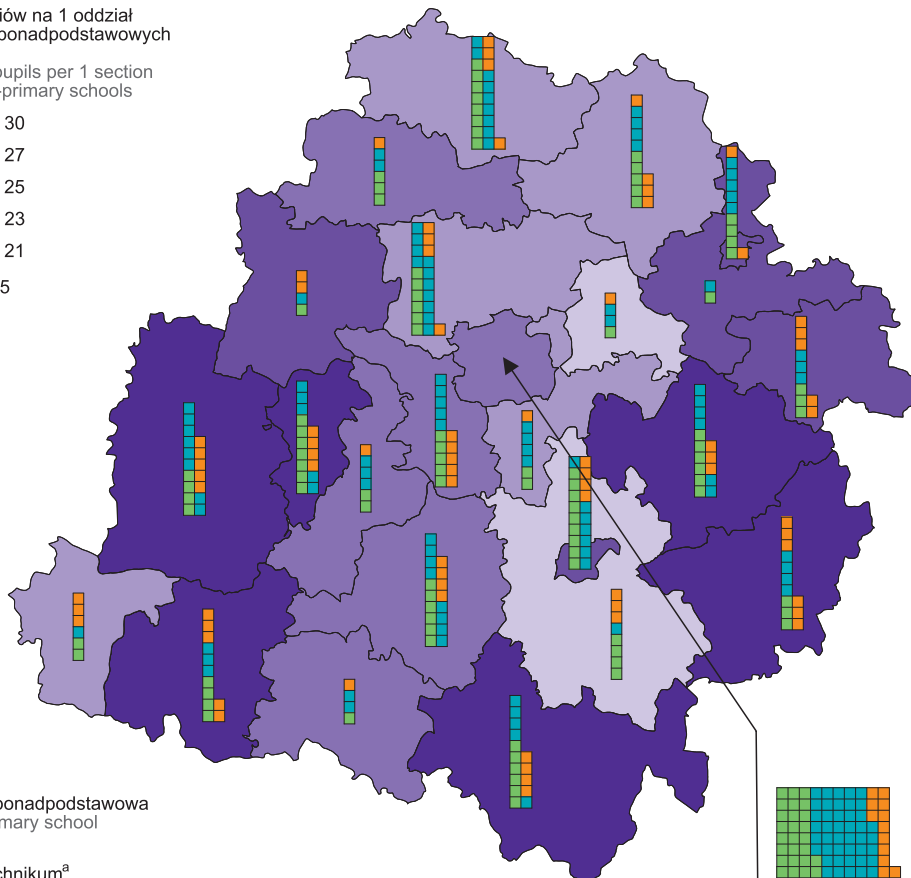 iów na 1 oddział
ponadpodstawowych
pupils per 1 section
-primary schools
30
27
25
23
21
5
ponadpodstawowa
mary school
chnikumª